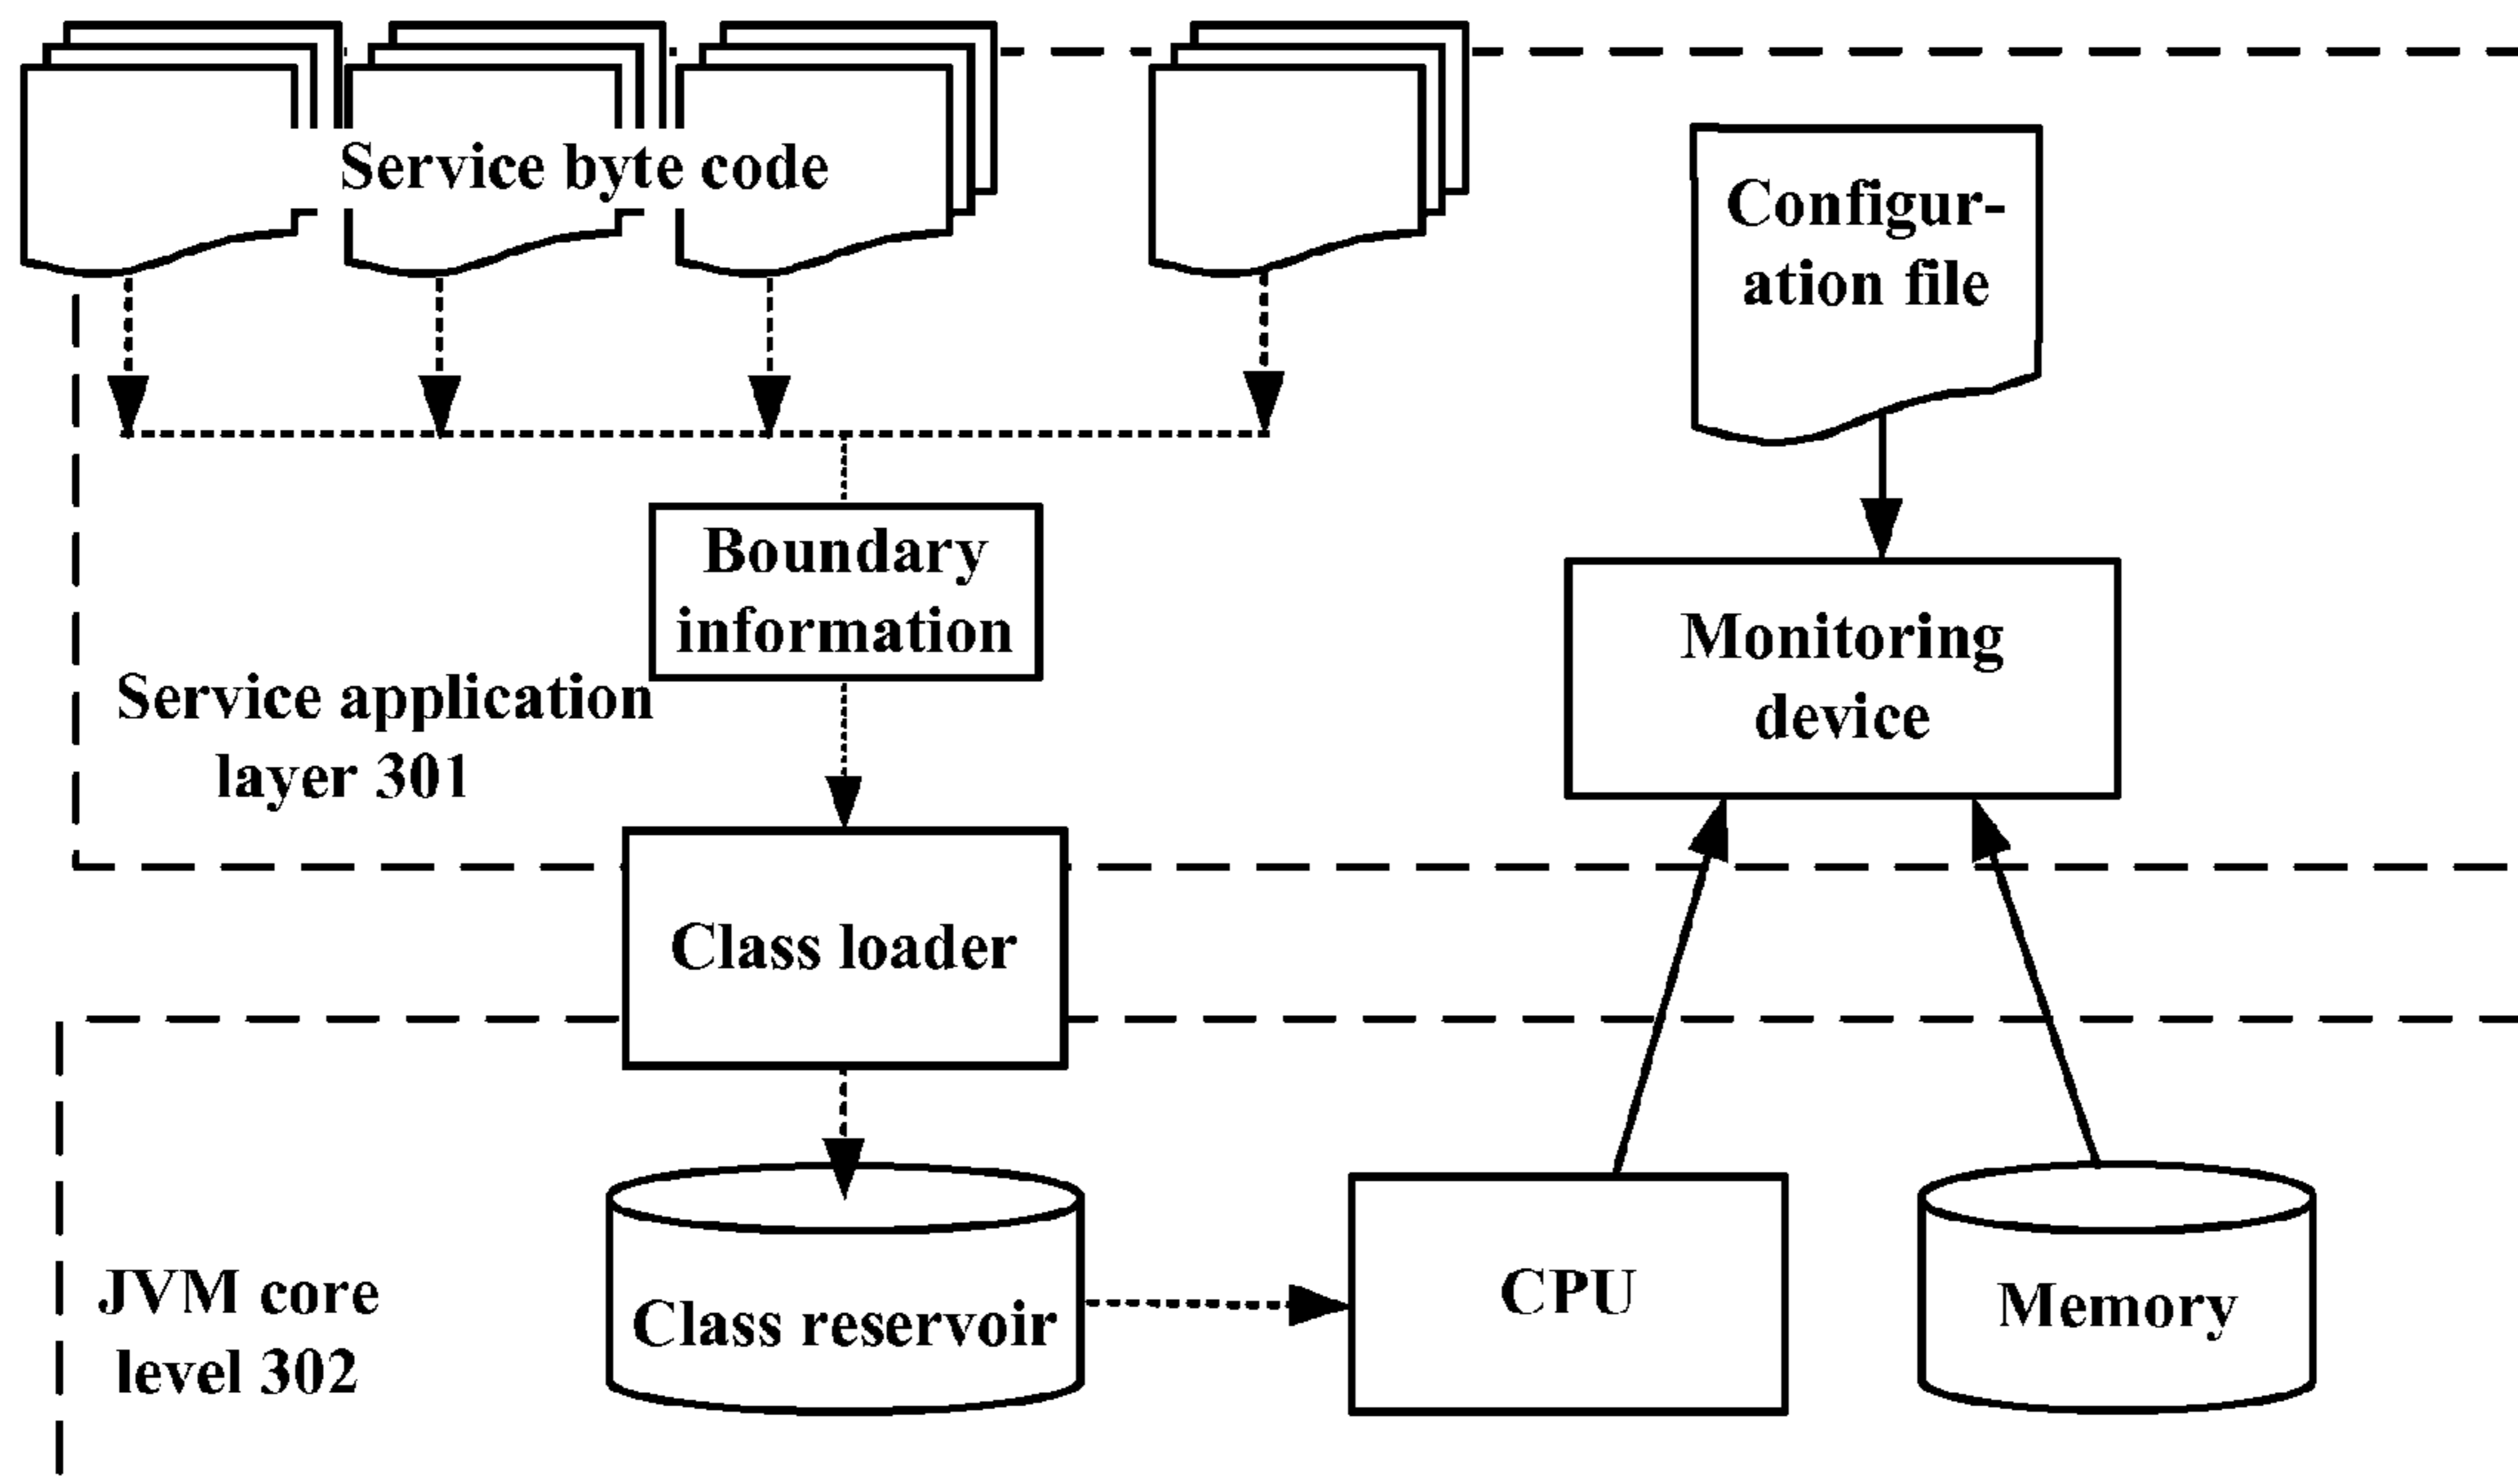 Service byte code
Configur-
ation file
Boundary
information
Monitoring
device
Service application
layer 301
Class loader
JVM core
level 302
Class reservoir
CPU
Memory